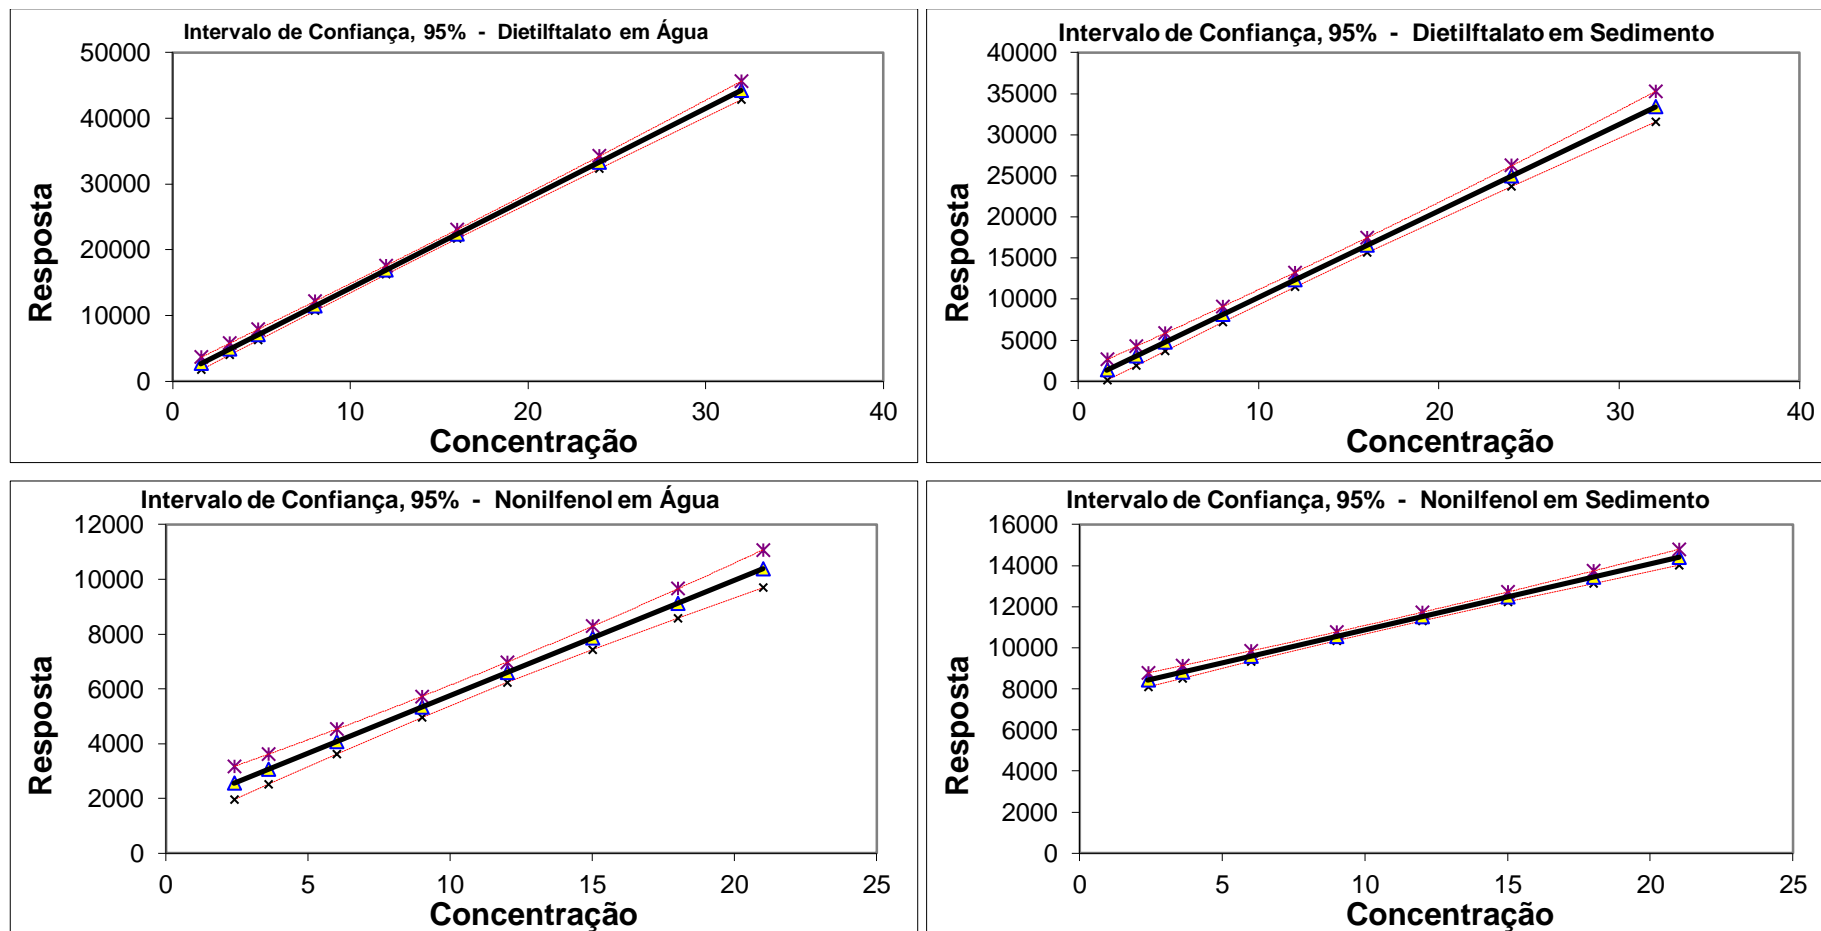 Intervalo de Confiança, 95% - Dietilftalato em Água
50000
40000
30000
20000
10000
0
0 10 20 30 40
Resposta
Concentração
Intervalo de Confiança, 95% - Dietilftalato em Sedimento
40000
35000
30000
25000
20000
15000
10000
5000
0
0 10 20 30 40
Resposta
Concentração
Intervalo de Confiança, 95% - Nonilfenol em Água
12000
10000
8000
6000
4000
2000
0
0 5 10 15 20 25
Resposta
Concentração
Intervalo de Confiança, 95% - Nonilfenol em Sedimento
16000
14000
12000
10000
8000
6000
4000
2000
0
0 5 10 15 20 25
Resposta
Concentração